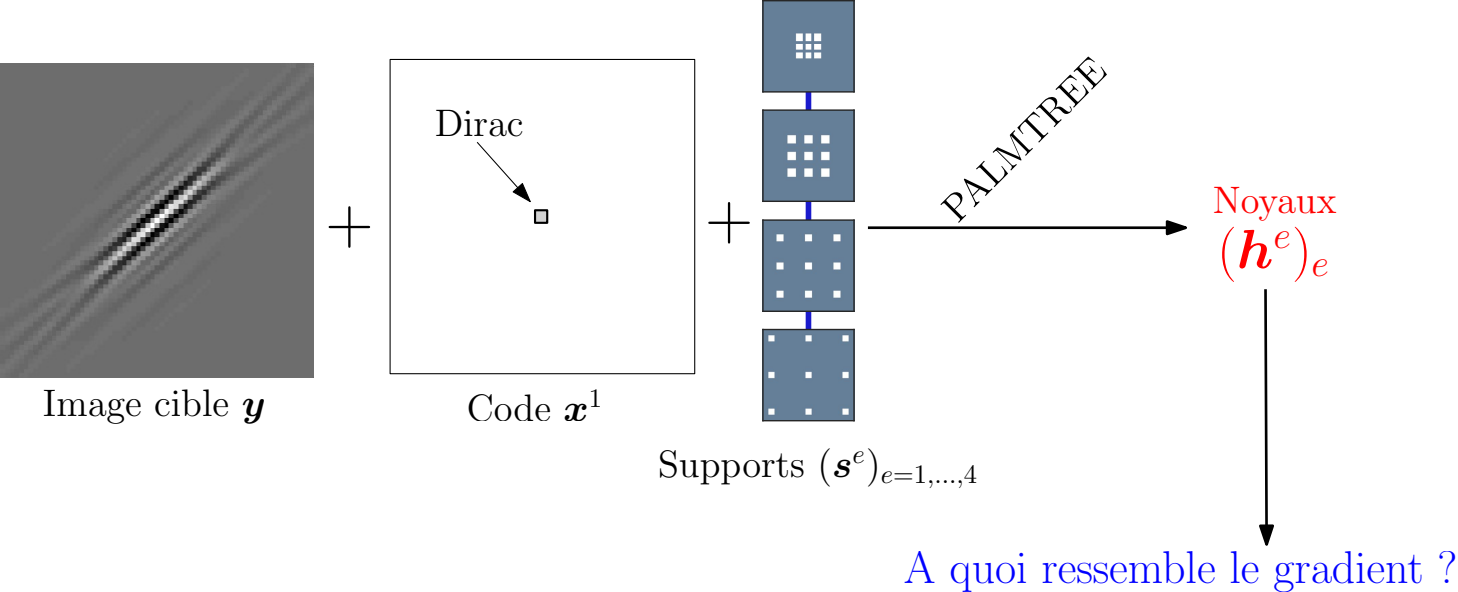 Dirac
PALMTREE
Noyaux
(h^e)_e
Image cible y
Code x^1
Supports (s^e)_{e=1,...,4}
A quoi ressemble le gradient ?